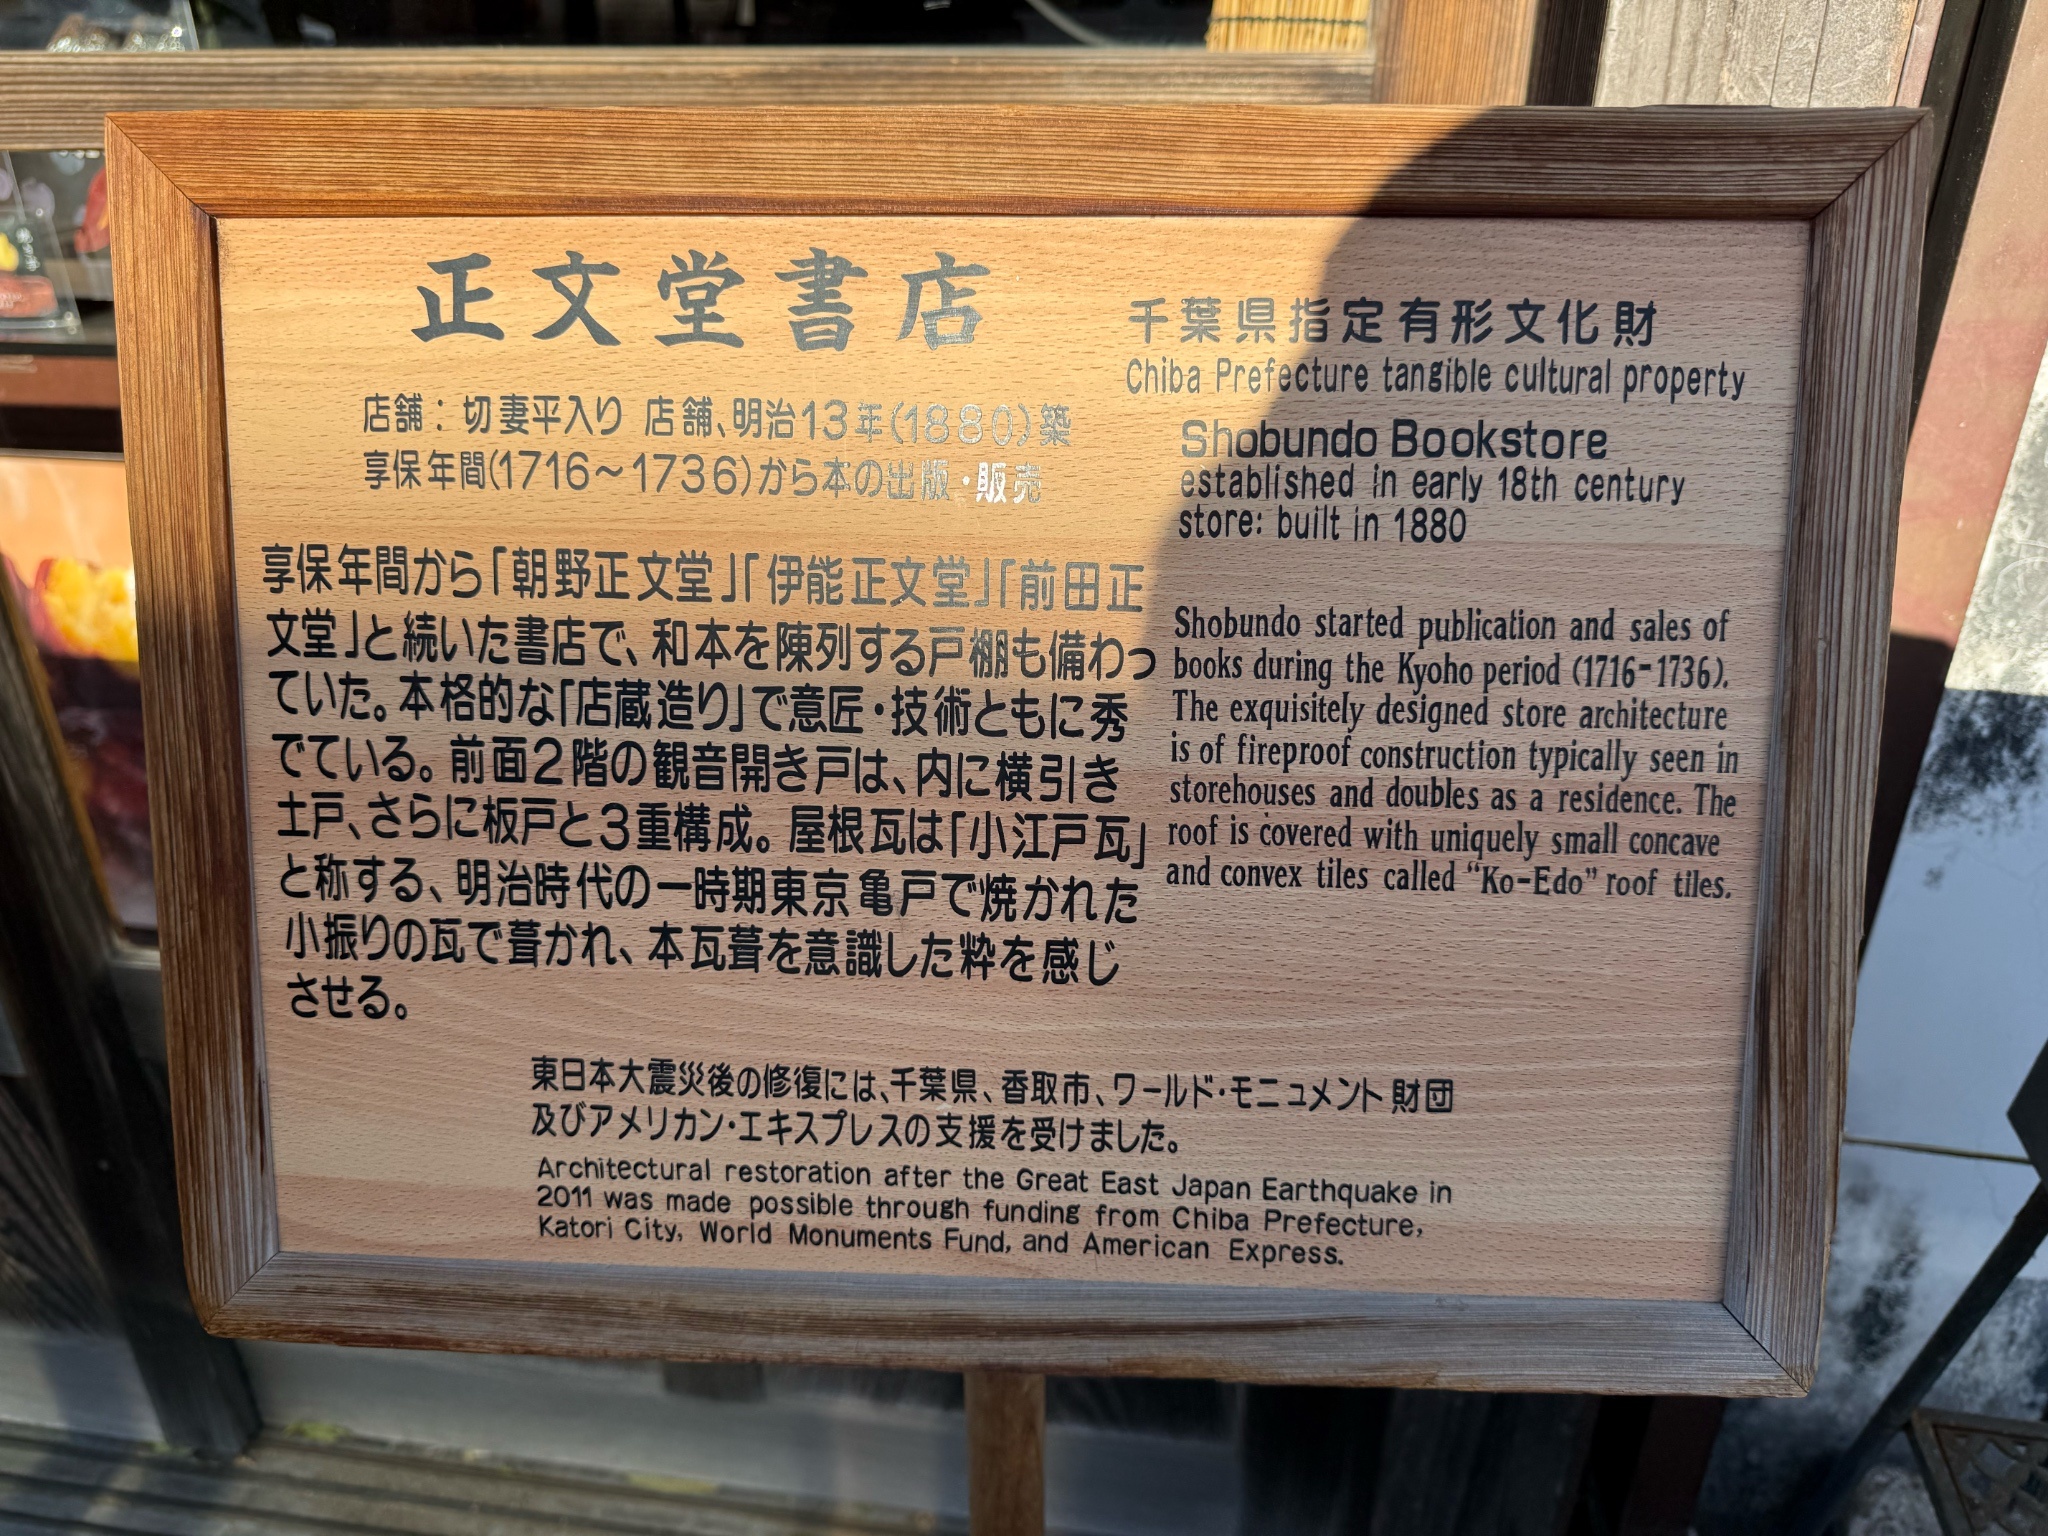 正文堂書店
店舗：切妻平入り 店舗、明治13年(1880)築
享保年間(1716～1736)から本の出版・販売
享保年間から「朝野正文堂」「伊能正文堂」「前田正
文堂」と続いた書店で、和本を陳列する戸棚も備わっ
ていた。本格的な「店蔵造り」で意匠・技術ともに秀
でている。前面2階の観音開き戸は、内に横引き
土戸、さらに板戸と3重構成。屋根瓦は「小江戸瓦」
と称する、明治時代の一時期東京亀戸で焼かれた
小振りの瓦で葺かれ、本瓦葺を意識した粋を感じ
させる。
千葉県指定有形文化財
Chiba Prefecture tangible cultural property
Shobundo Bookstore
established in early 18th century
store: built in 1880
Shobundo started publication and sales of
books during the Kyoho period (1716-1736).
The exquisitely designed store architecture
is of fireproof construction typically seen in
storehouses and doubles as a residence. The
roof is covered with uniquely small concave
and convex tiles called “Ko-Edo” roof tiles.
東日本大震災後の修復には、千葉県、香取市、ワールド・モニュメント財団
及びアメリカン・エキスプレスの支援を受けました。
Architectural restoration after the Great East Japan Earthquake in
2011 was made possible through funding from Chiba Prefecture,
Katori City, World Monuments Fund, and American Express.